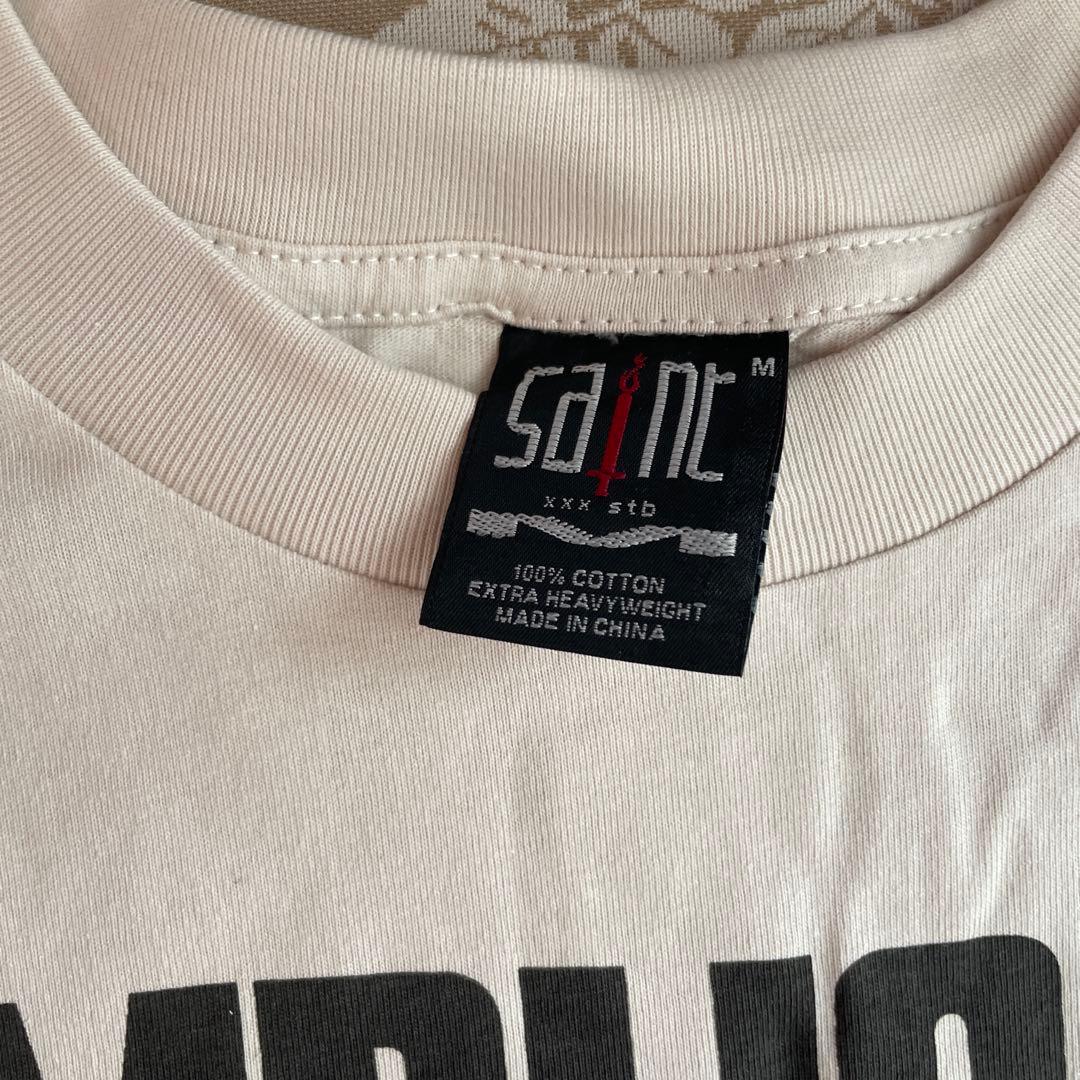 saint M
xxx stb
100% COTTON
EXTRA HEAVYWEIGHT
MADE IN CHINA